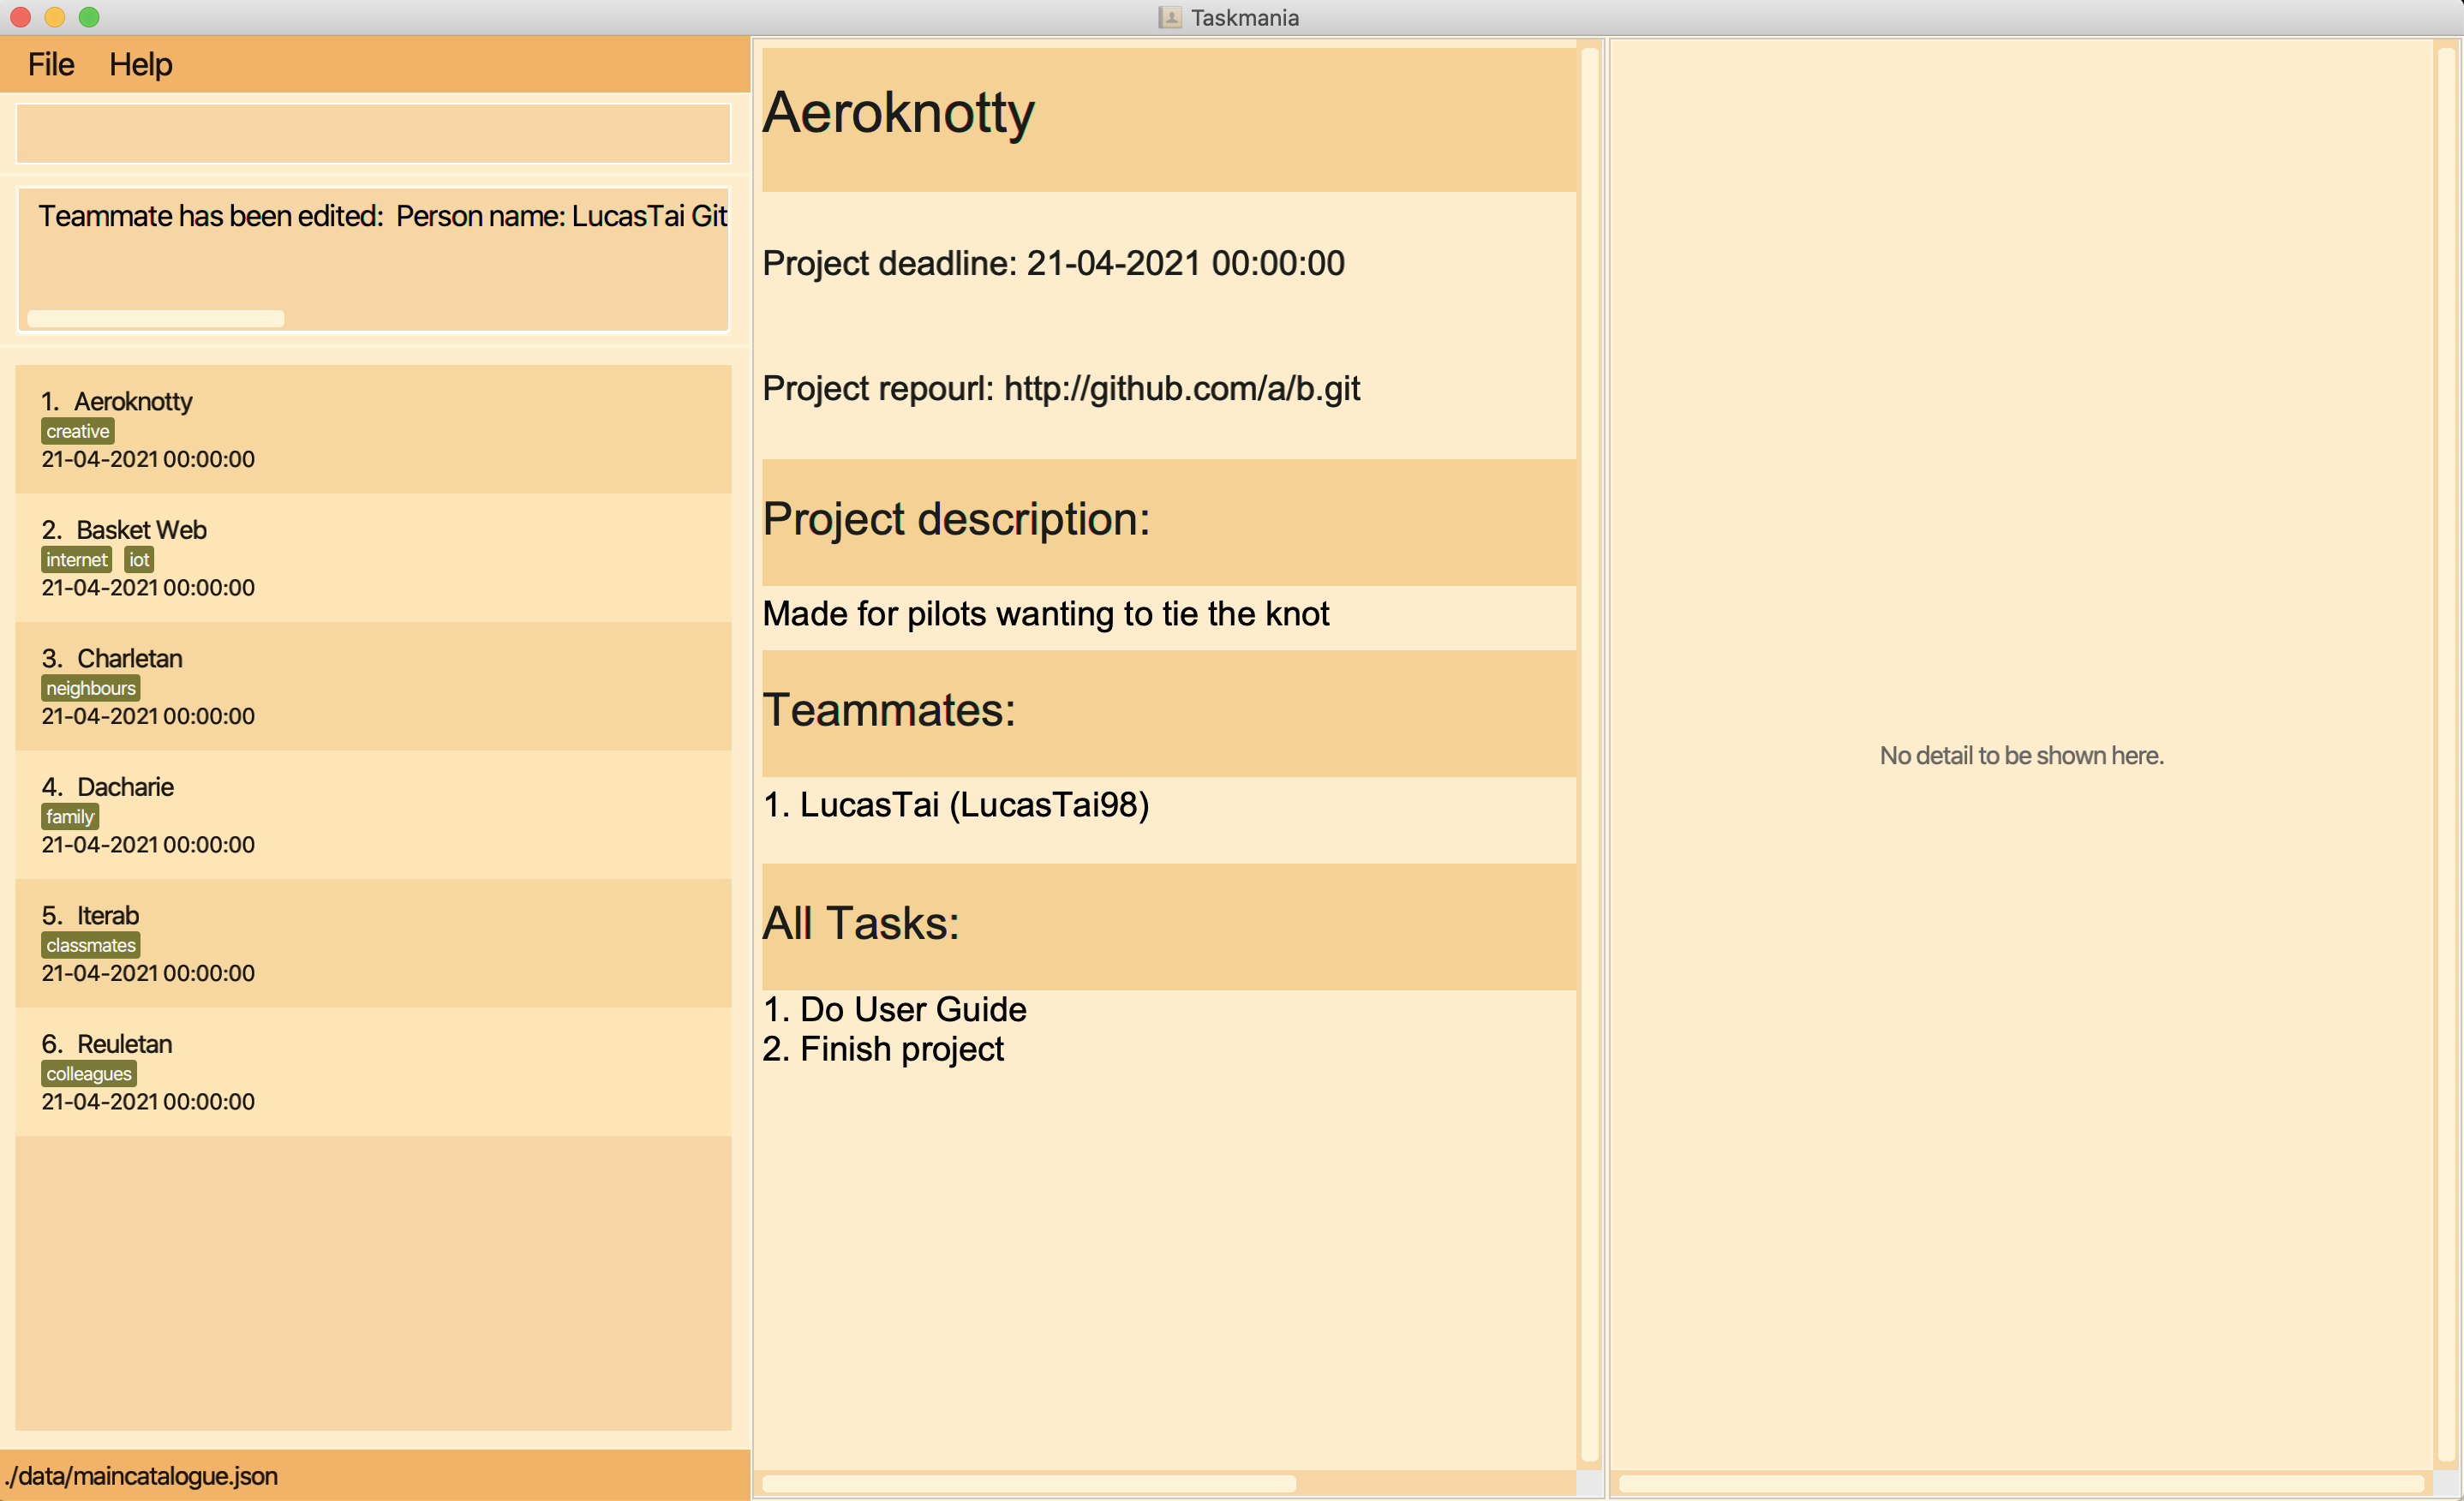 Taskmania
File Help
Teammate has been edited: Person name: LucasTai Git
1. Aeroknotty
creative
21-04-2021 00:00:00
2. Basket Web
internet iot
21-04-2021 00:00:00
3. Charletan
neighbours
21-04-2021 00:00:00
4. Dacharie
family
21-04-2021 00:00:00
5. Iterab
classmates
21-04-2021 00:00:00
6. Reuletan
colleagues
21-04-2021 00:00:00
./data/maincatalogue.json
Aeroknotty
Project deadline: 21-04-2021 00:00:00
Project repourl: http://github.com/a/b.git
Project description:
Made for pilots wanting to tie the knot
Teammates:
1. LucasTai (LucasTai98)
All Tasks:
1. Do User Guide
2. Finish project
No detail to be shown here.